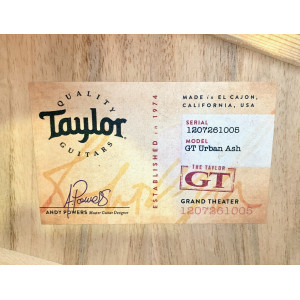 QUALITY
Taylor
GUITARS
APowers
ANDY POWERS Master Guitar Designer
ESTABLISHED in 1974
MADE in EL CAJON,
CALIFORNIA, USA
SERIAL
1207261005
MODEL
GT Urban Ash
THE TAYLOR
GT
GRAND THEATER
1207261005